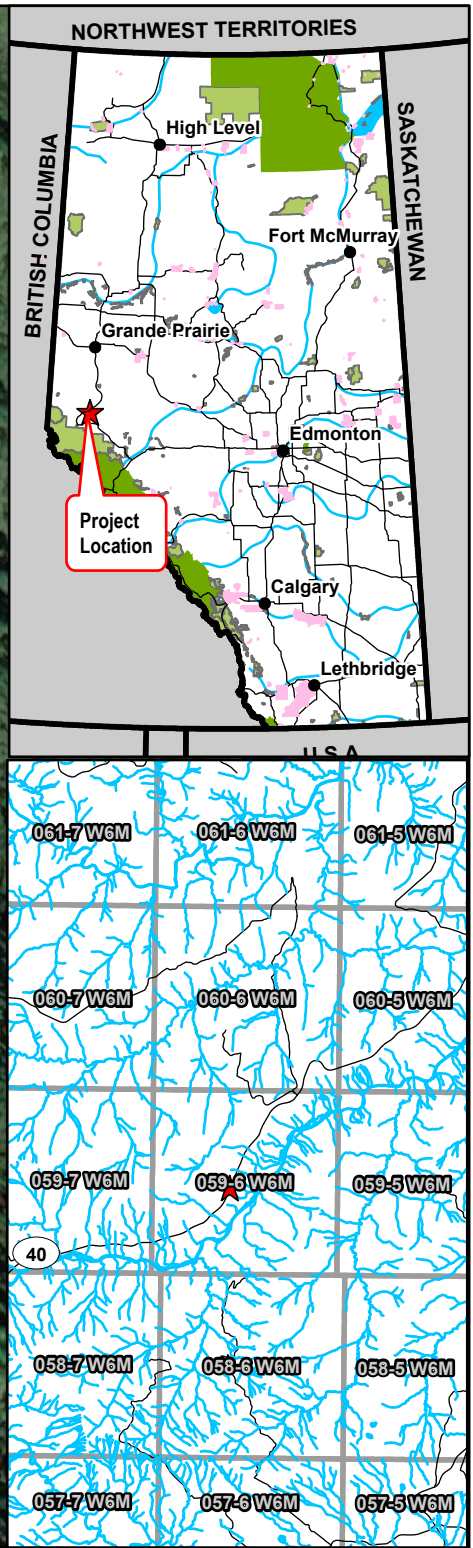 NORTHWEST TERRITORIES
BRITISH COLUMBIA
SASKATCHEWAN
High Level
Fort McMurray
Grande Prairie
Edmonton
Project
Location
Calgary
Lethbridge
U.S.A.
061-7 W6M
061-6 W6M
061-5 W6M
060-7 W6M
060-6 W6M
060-5 W6M
059-7 W6M
059-6 W6M
059-5 W6M
40
058-7 W6M
058-6 W6M
058-5 W6M
057-7 W6M
057-6 W6M
057-5 W6M